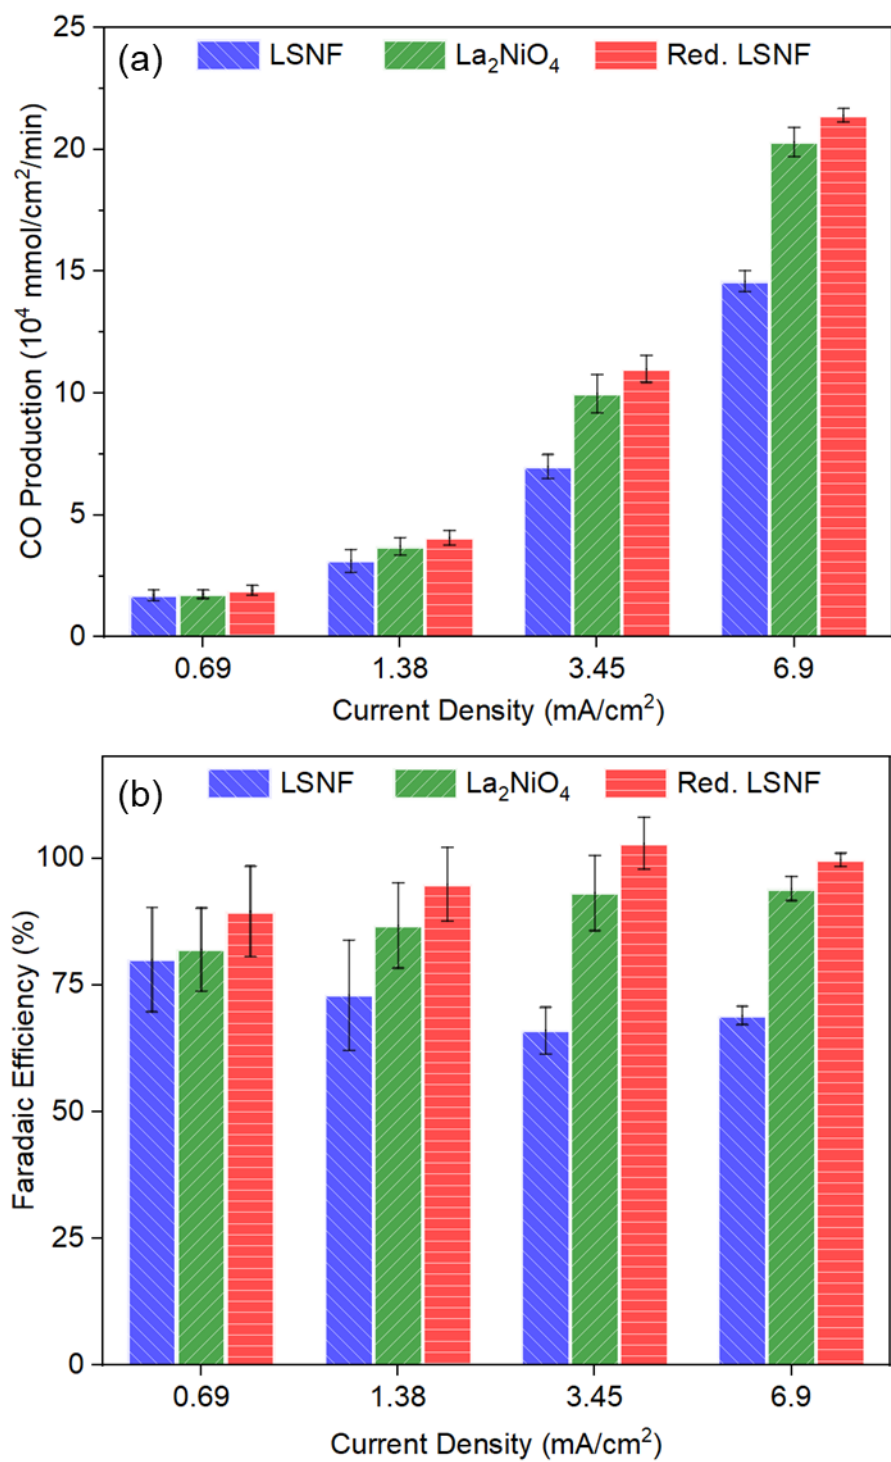 (a) LSNF La₂NiO₄ Red. LSNF
CO Production (10⁴ mmol/cm²/min)
25
20
15
10
5
0
0.69 1.38 3.45 6.9
Current Density (mA/cm²)
(b) LSNF La₂NiO₄ Red. LSNF
Faradaic Efficiency (%)
100
75
50
25
0
0.69 1.38 3.45 6.9
Current Density (mA/cm²)